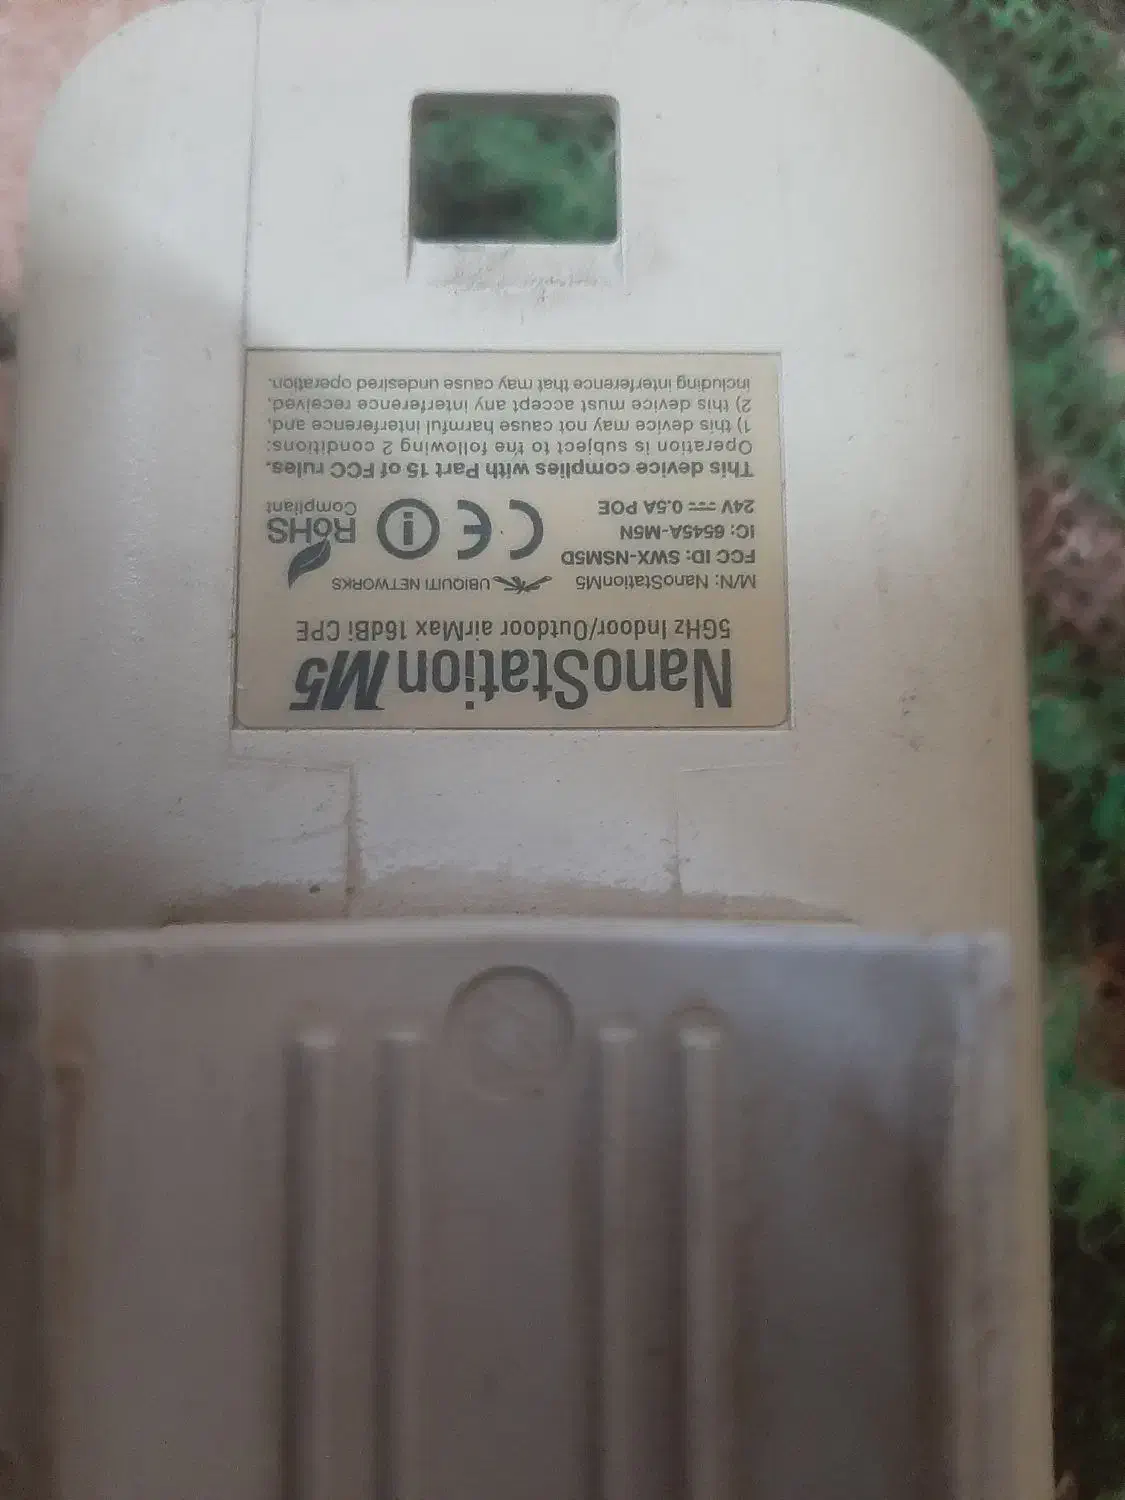 NanoStation M5
5GHz Indoor/Outdoor airMax 16dBi CPE
M/N: NanoStationM5 UBIQUITI NETWORKS
FCC ID: SWX-NSM5D
IC: 6545A-M5N
24V 0.5A POE
CE
RoHS
Compliant
This device complies with Part 15 of FCC rules.
Operation is subject to the following 2 conditions:
1) this device may not cause harmful interference and,
2) this device must accept any interference received,
including interference that may cause undesired operation.